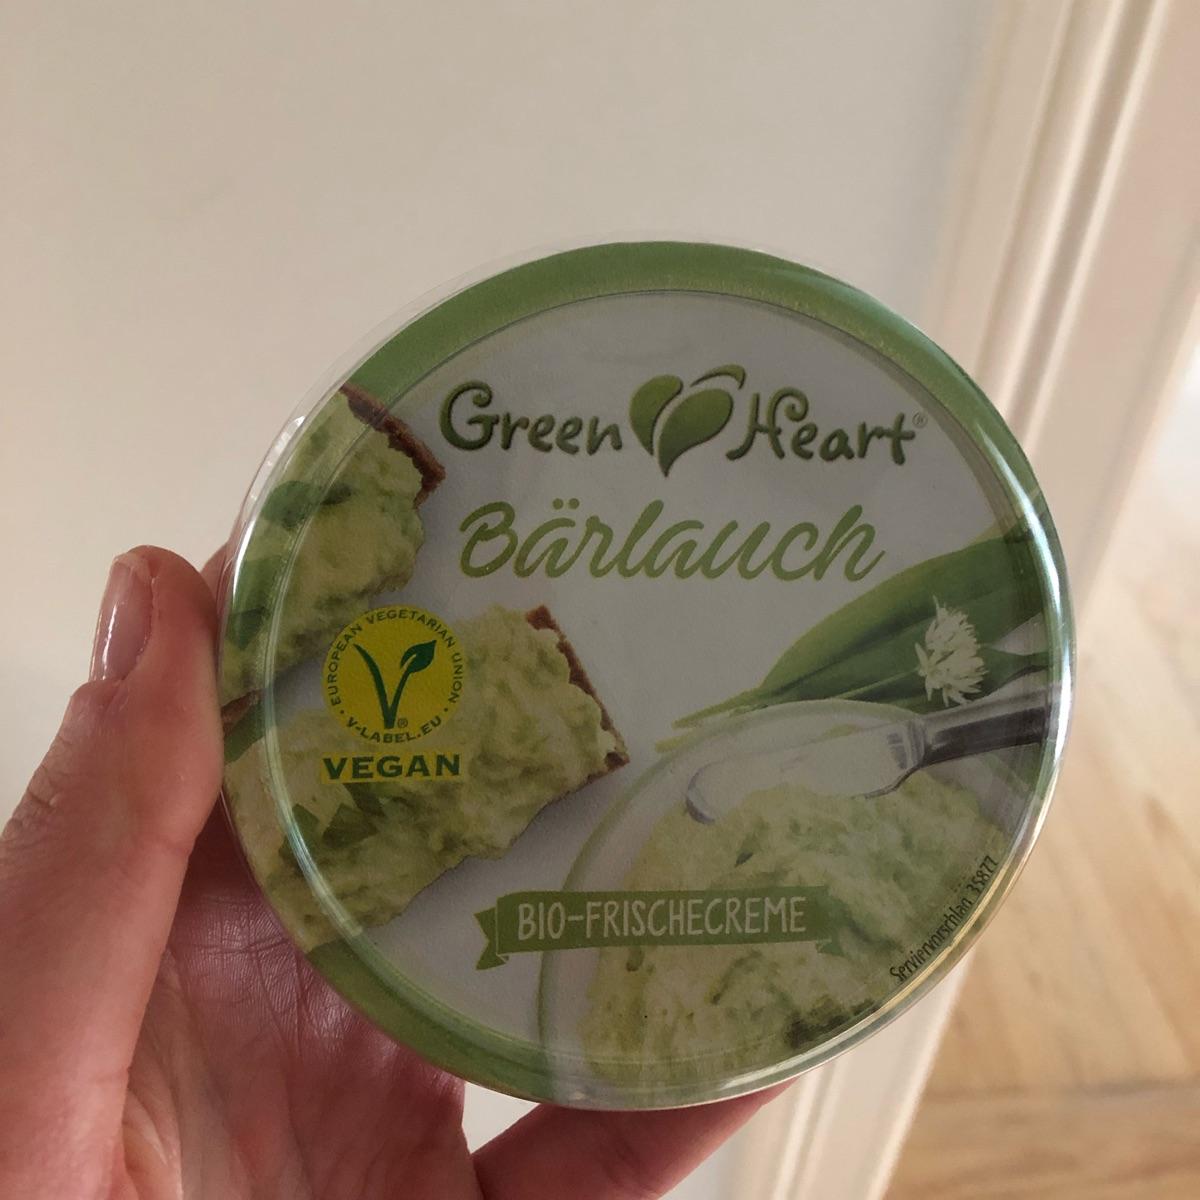 Green Heart®
Bärlauch
EUROPEAN VEGETARIAN UNION
V-LABEL.EU
VEGAN
BIO-FRISCHECREME
Serviervorschlag 35877